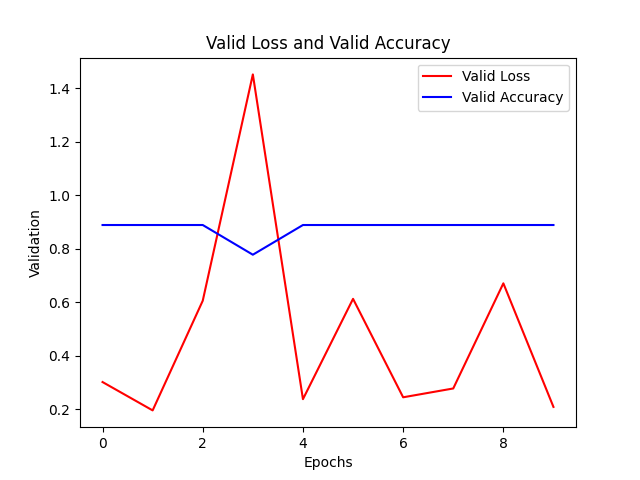 Valid Loss and Valid Accuracy
Valid Loss
Valid Accuracy
1.4
1.2
1.0
0.8
0.6
0.4
0.2
Validation
0 2 4 6 8
Epochs